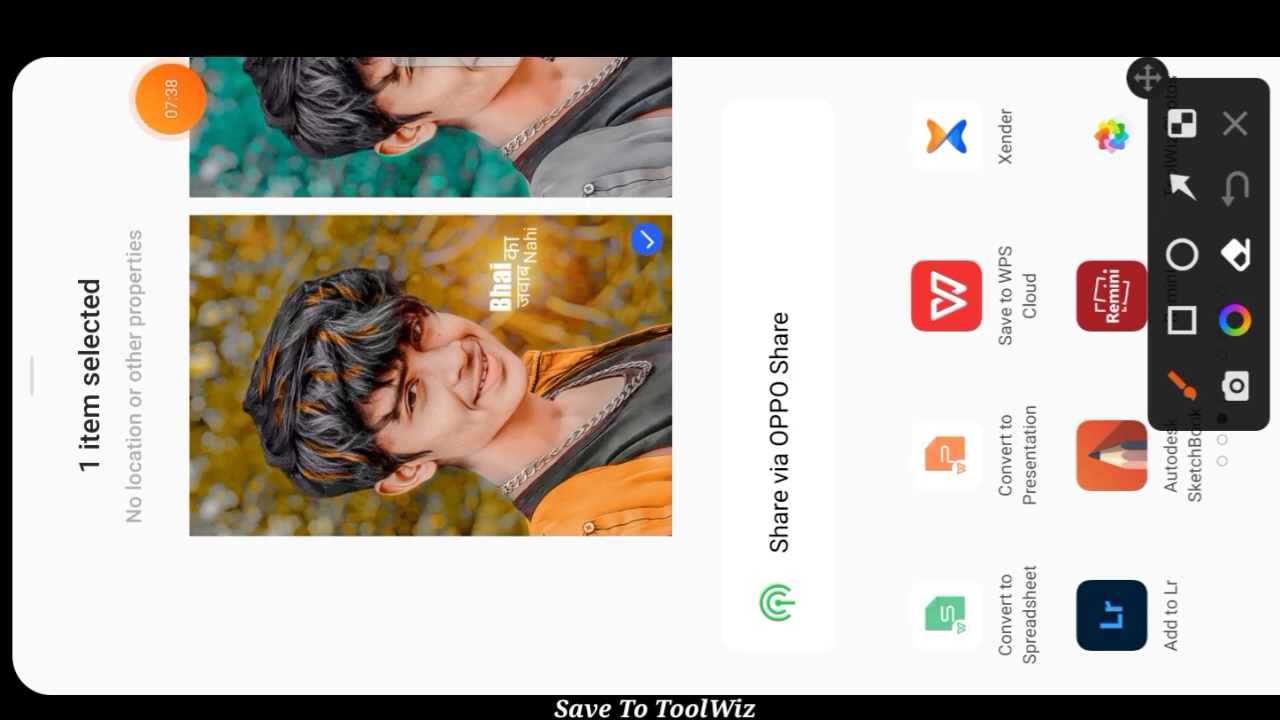 07:38
1 item selected
No location or other properties
Bhai का
जवाब Nahi
Share via OPPO Share
Convert to
Spreadsheet
Convert to
Presentation
Save to WPS
Cloud
Xender
Lr
Add to Lr
Autodesk
SketchBook
Remini
Save To ToolWiz